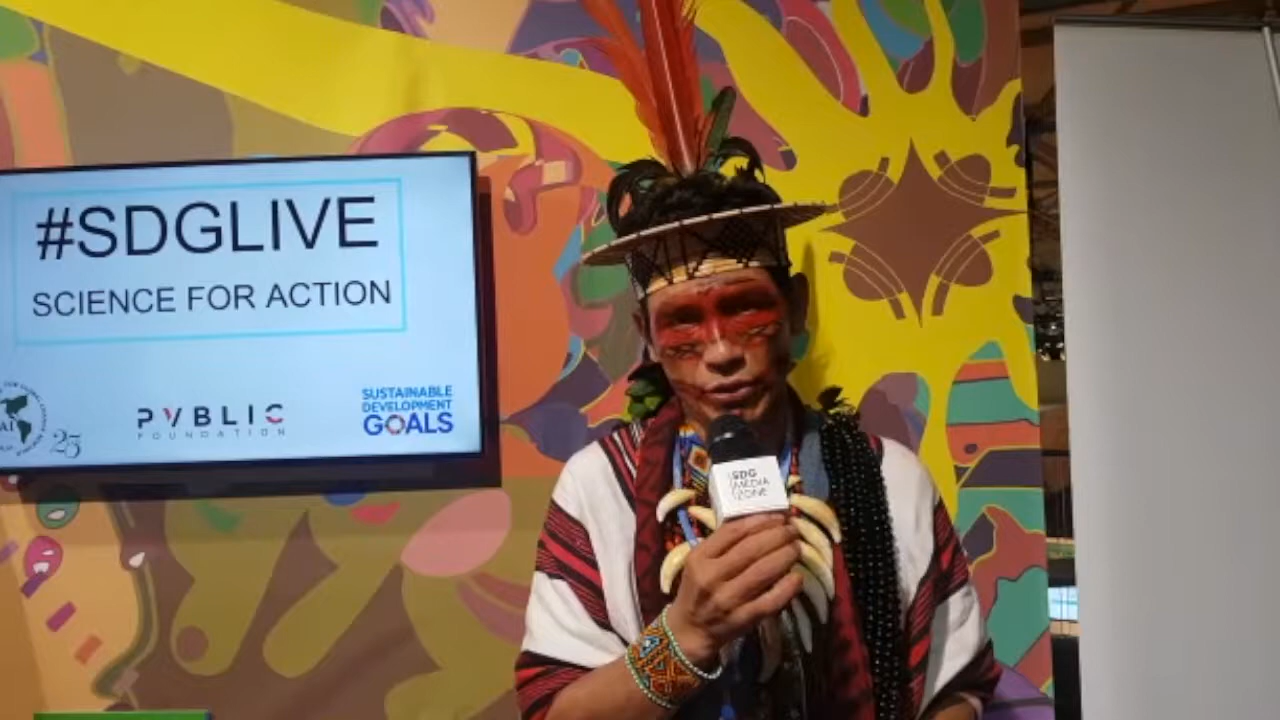 #SDGLIVE
SCIENCE FOR ACTION
PVBLIC
FOUNDATION
25
SUSTAINABLE
DEVELOPMENT
GOALS
SDG
MEDIA
ZONE